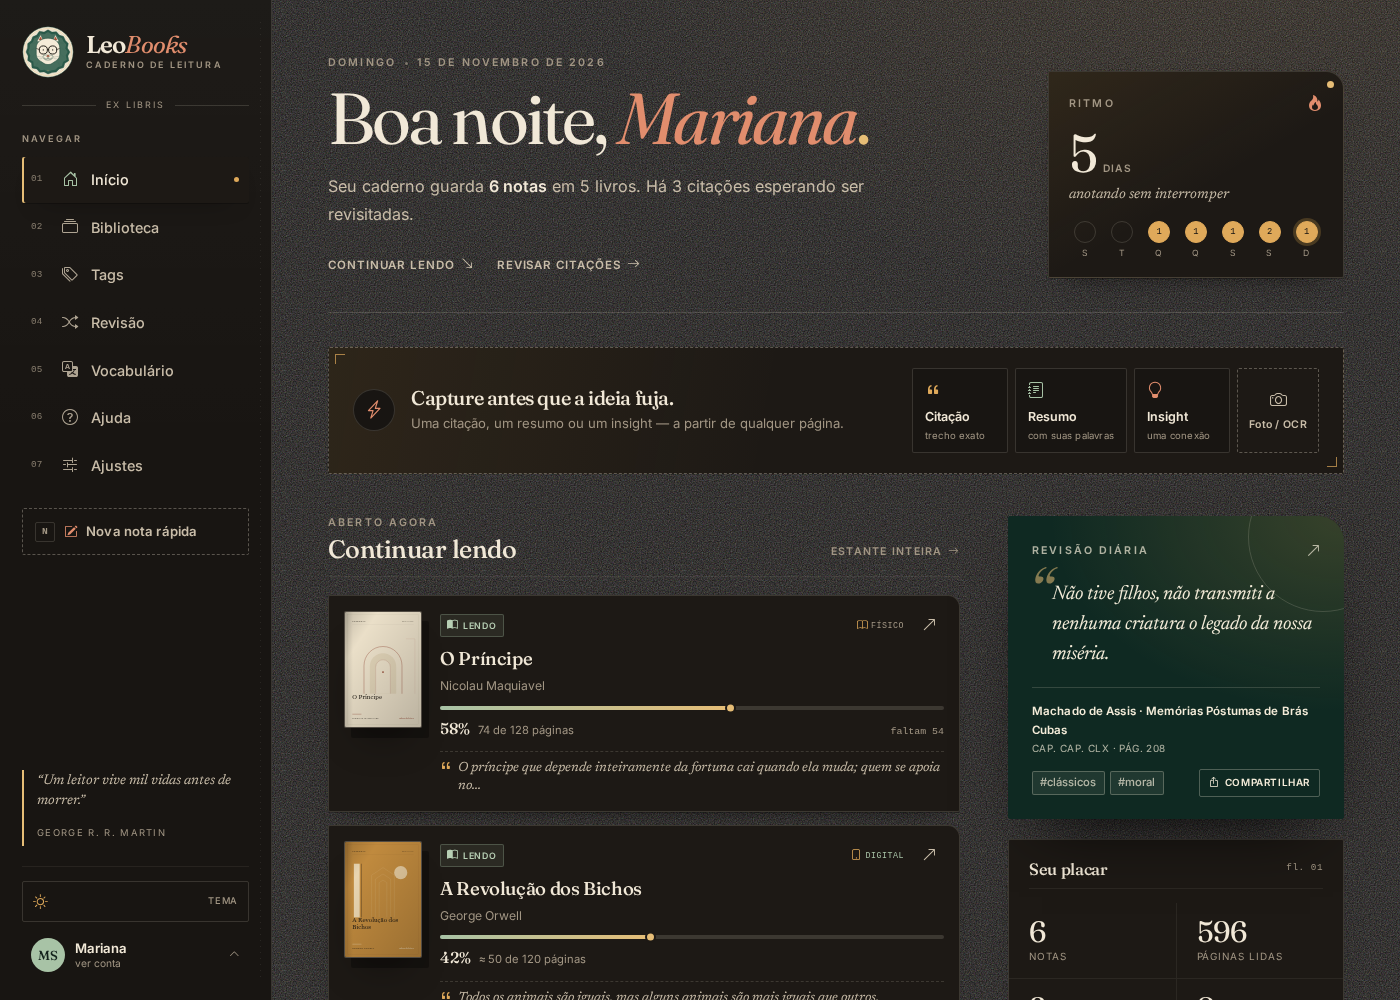 LeoBooks
CADERNO DE LEITURA
EX LIBRIS
NAVEGAR
01 Início
02 Biblioteca
03 Tags
04 Revisão
05 Vocabulário
06 Ajuda
07 Ajustes
N Nova nota rápida
“Um leitor vive mil vidas antes de
morrer.”
GEORGE R. R. MARTIN
TEMA
MS Mariana
ver conta
DOMINGO · 15 DE NOVEMBRO DE 2026
Boa noite, Mariana.
Seu caderno guarda 6 notas em 5 livros. Há 3 citações esperando ser
revisitadas.
CONTINUAR LENDO ↘ REVISAR CITAÇÕES →
RITMO
5 DIAS
anotando sem interromper
1 1 1 2 1
S T Q Q S S D
Capture antes que a ideia fuja.
Uma citação, um resumo ou um insight — a partir de qualquer página.
Citação
trecho exato
Resumo
com suas palavras
Insight
uma conexão
Foto / OCR
ABERTO AGORA
Continuar lendo
ESTANTE INTEIRA →
LENDO
FÍSICO
O Príncipe
O Príncipe
Nicolau Maquiavel
58% 74 de 128 páginas
faltam 54
“ O príncipe que depende inteiramente da fortuna cai quando ela muda; quem se apoia
no...
LENDO
DIGITAL
A Revolução dos
Bichos
A Revolução dos Bichos
George Orwell
42% ≈ 50 de 120 páginas
“ Todos os animais são iguais, mas alguns animais são mais iguais que outros.
REVISÃO DIÁRIA
“
Não tive filhos, não transmiti a
nenhuma criatura o legado da nossa
miséria.
Machado de Assis · Memórias Póstumas de Brás
Cubas
CAP. CAP. CLX · PÁG. 208
#clássicos #moral
COMPARTILHAR
Seu placar
fl. 01
6
NOTAS
596
PÁGINAS LIDAS